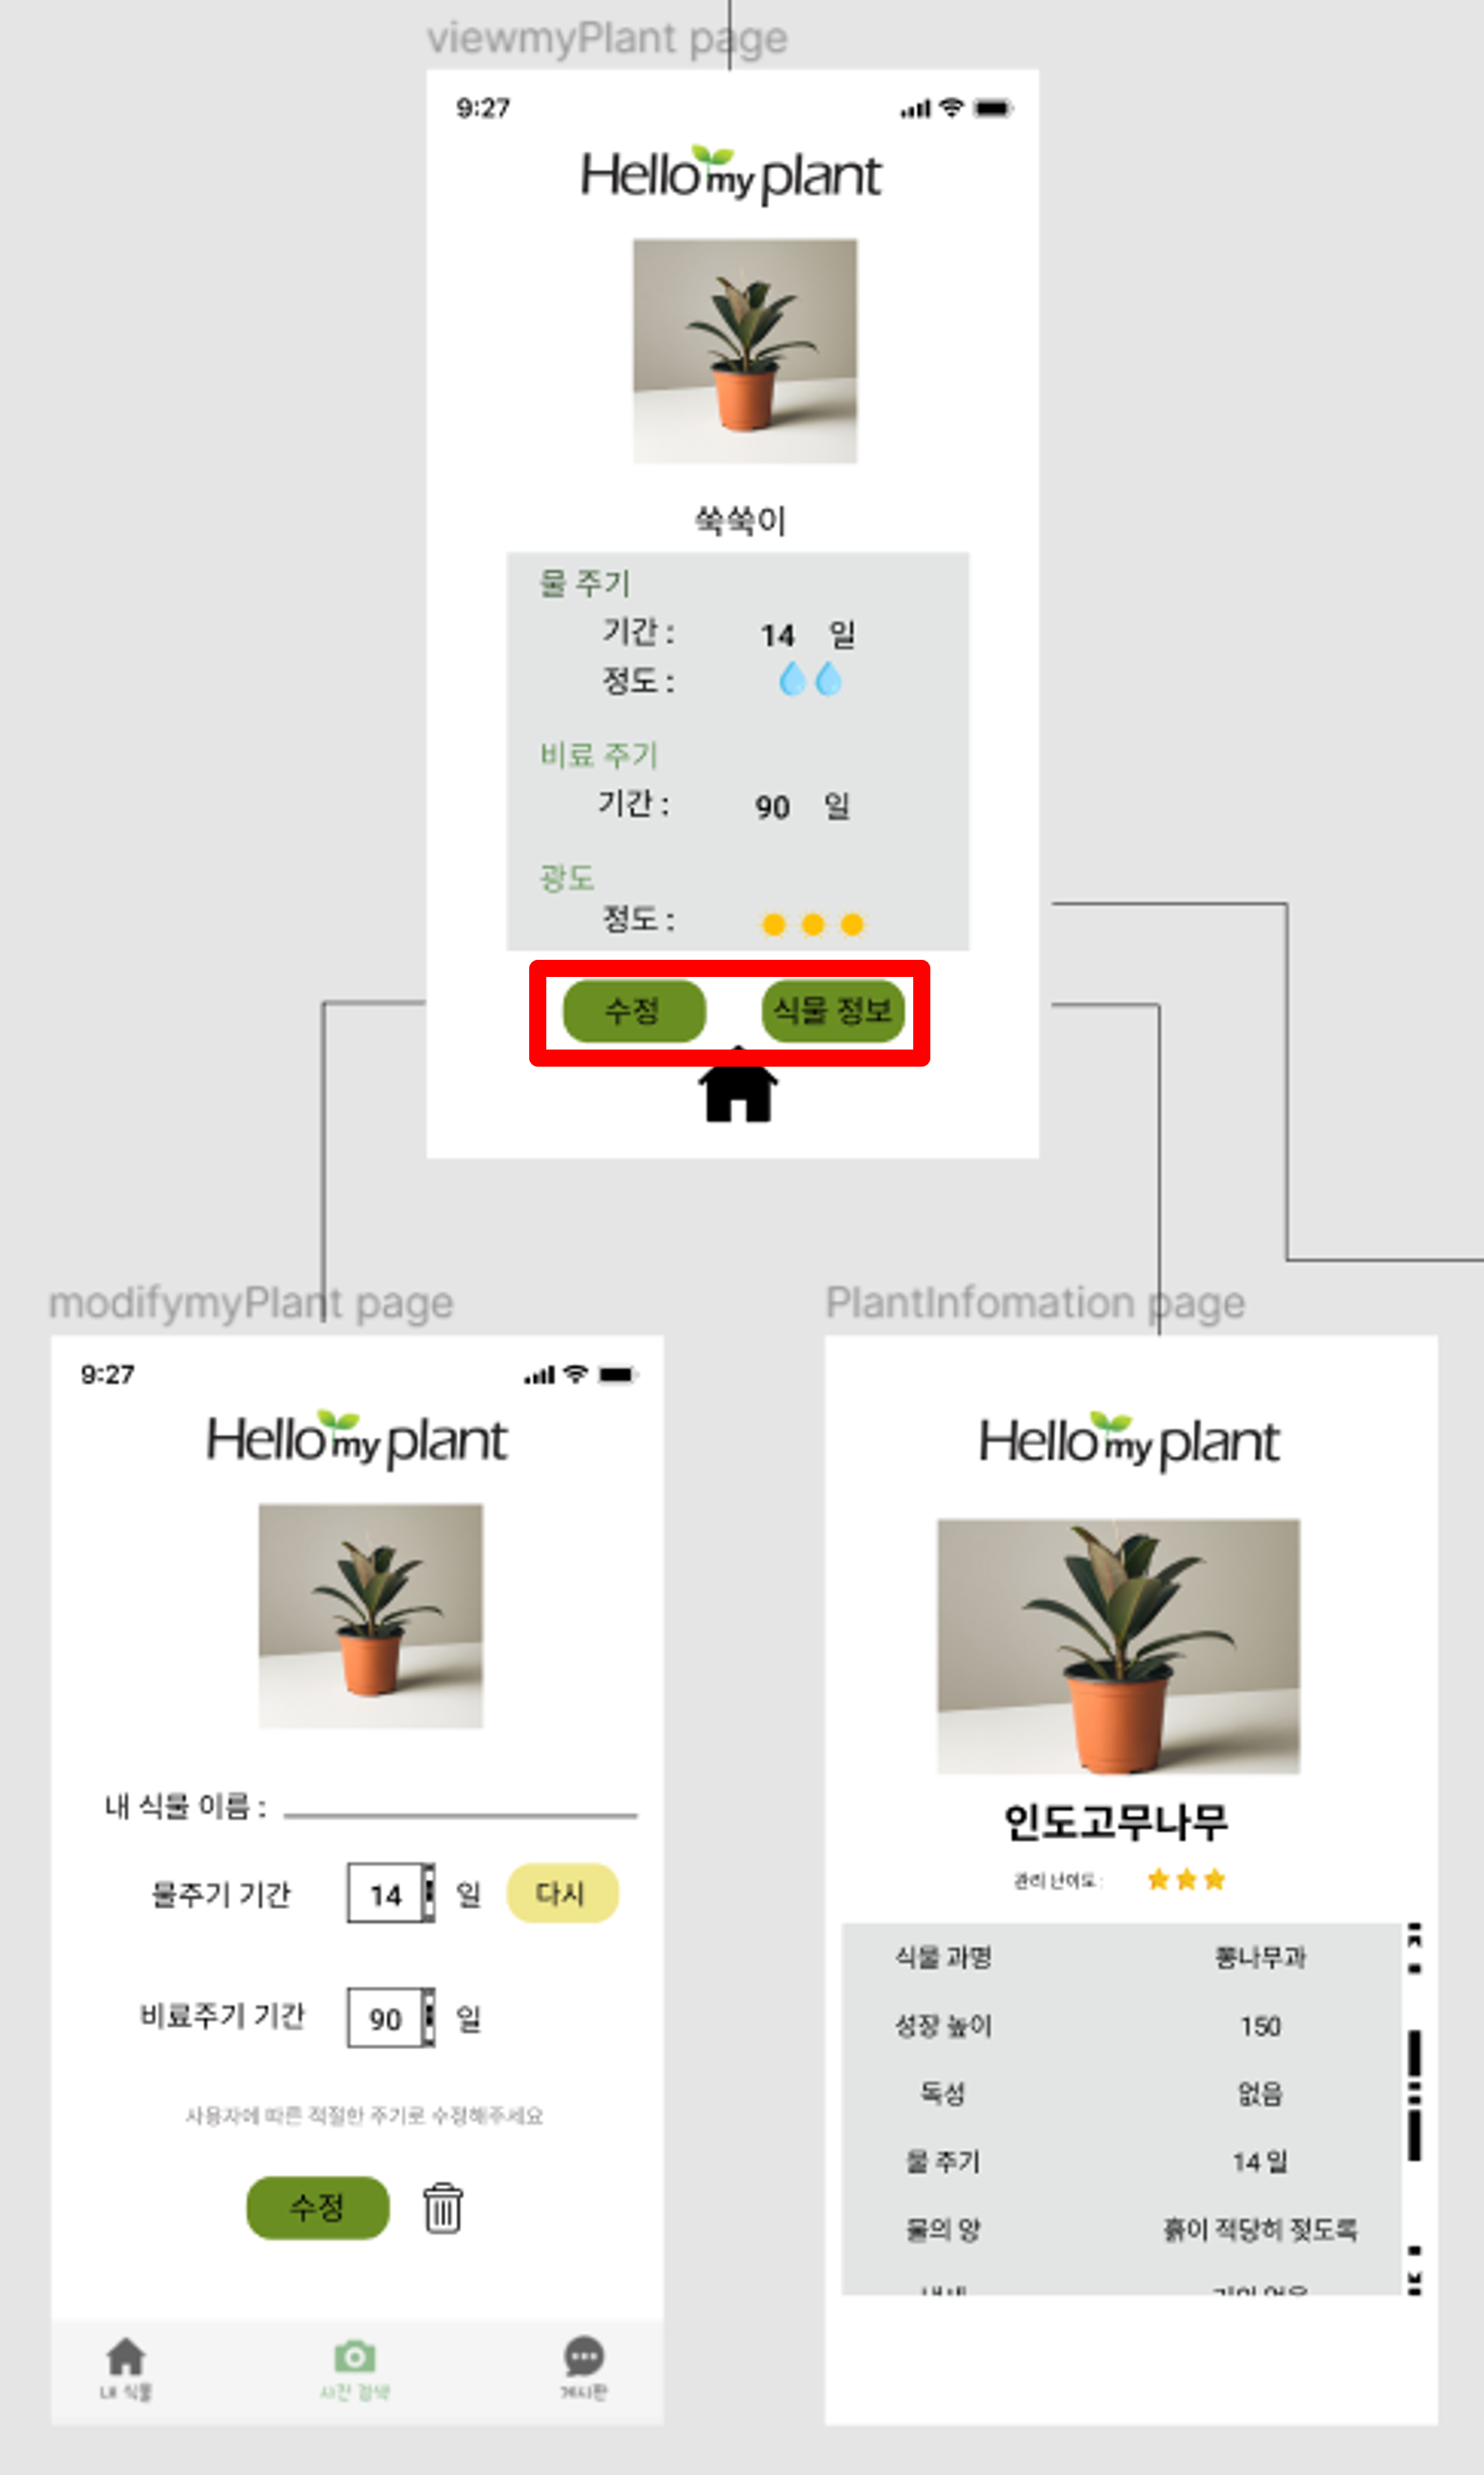 viewmyPlant page
9:27
Hello my plant
쑥쑥이
물 주기
기간 : 14 일
정도 :
비료 주기
기간 : 90 일
광도
정도 :
수정 식물 정보
modifymyPlant page
9:27
Hello my plant
내 식물 이름 :
물주기 기간 14 일 다시
비료주기 기간 90 일
사용자에 따른 적절한 주기로 수정해주세요
수정
내 식물 사진 검색 게시판
PlantInfomation page
Hello my plant
인도고무나무
관리 난이도 :
식물 과명 뽕나무과
성장 높이 150
독성 없음
물 주기 14 일
물의 양 흙이 적당히 젖도록